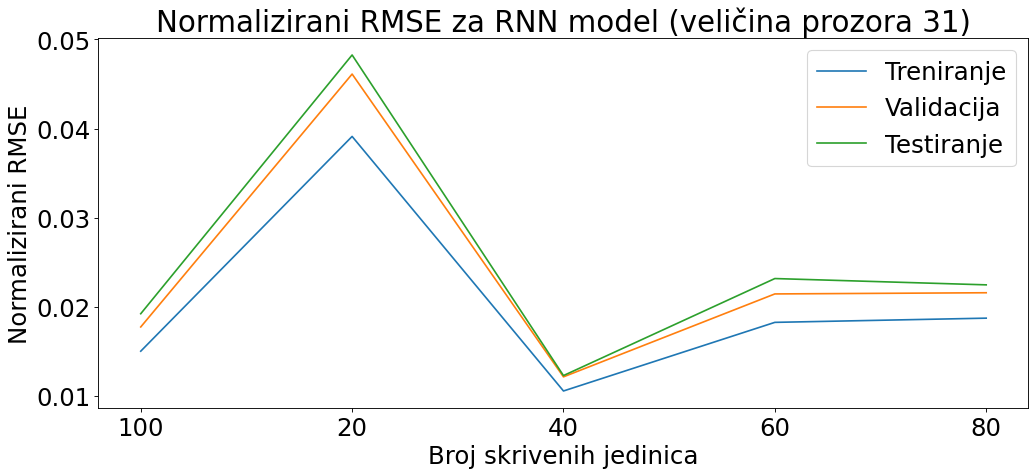 Normalizirani RMSE za RNN model (veličina prozora 31)
Normalizirani RMSE
0.05
0.04
0.03
0.02
0.01
Treniranje
Validacija
Testiranje
100 20 40 60 80
Broj skrivenih jedinica